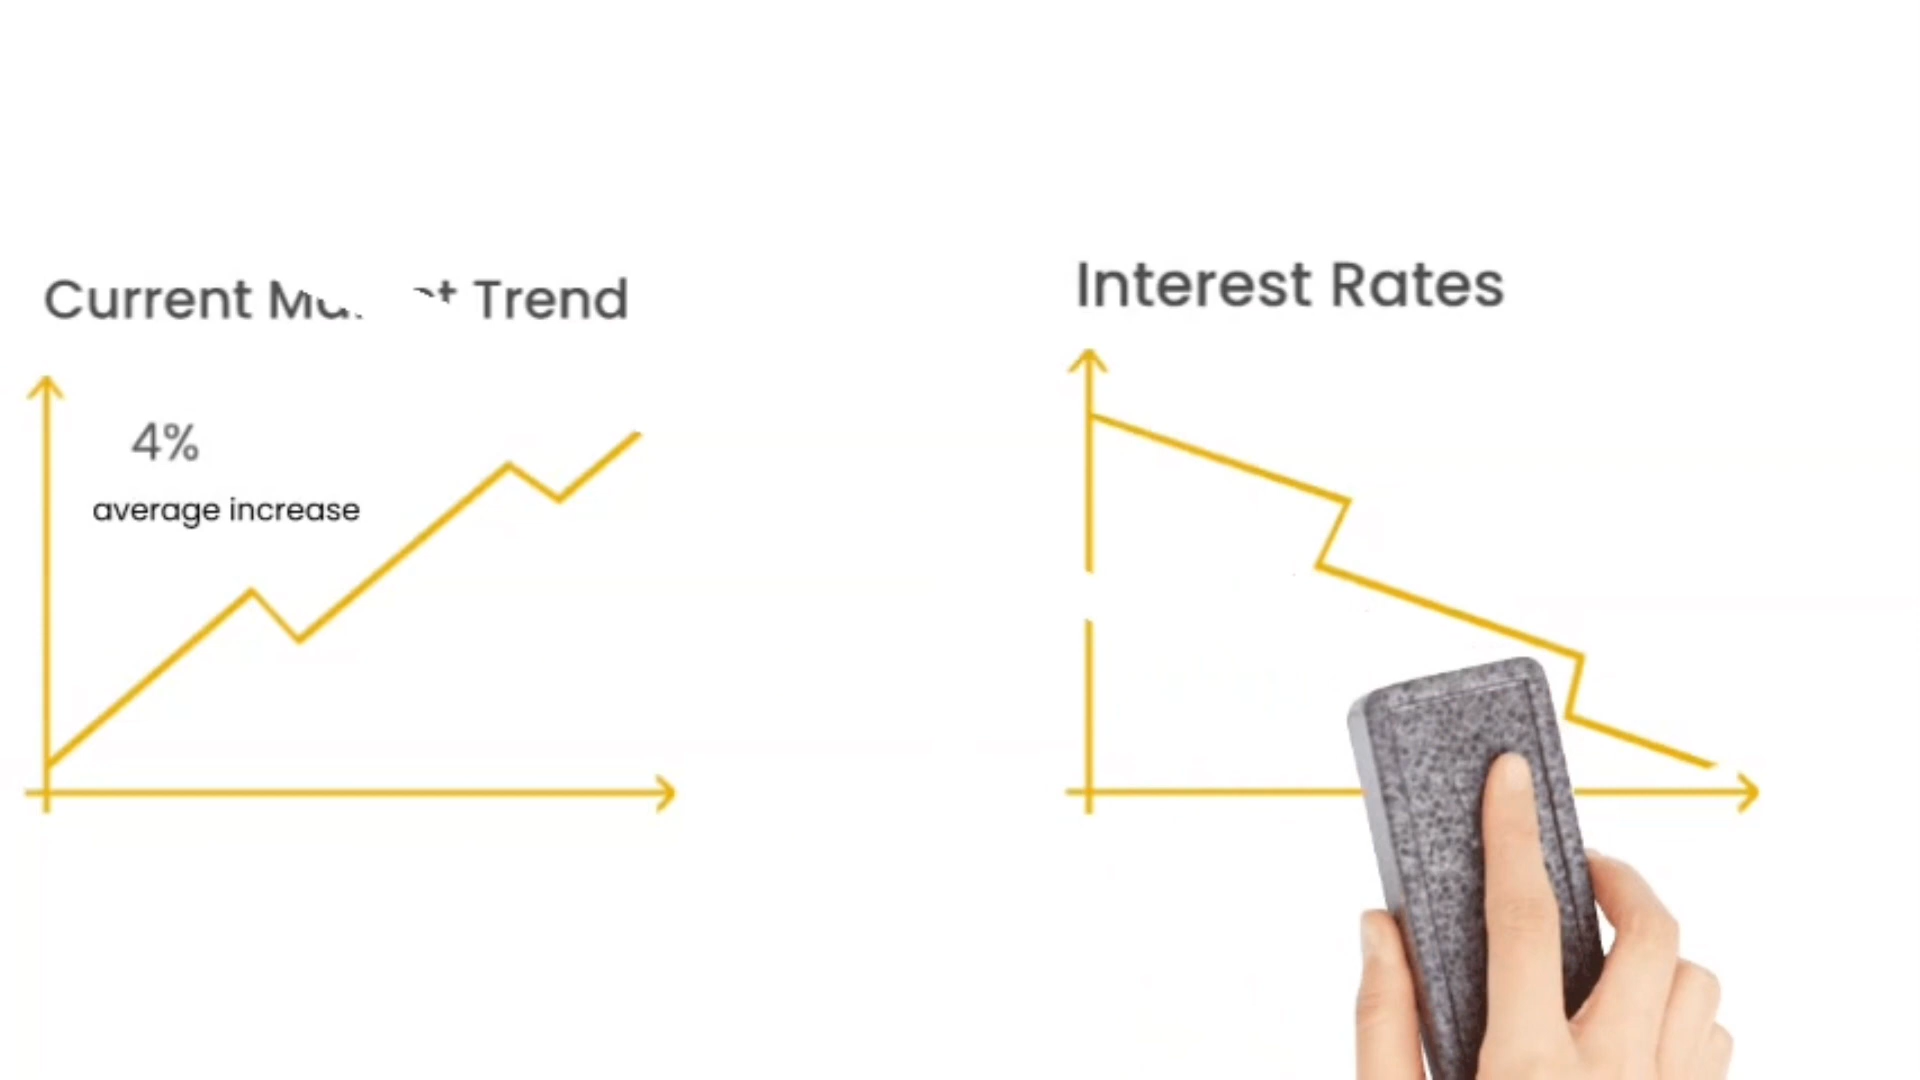 Current Trend
4%
average increase
Interest Rates